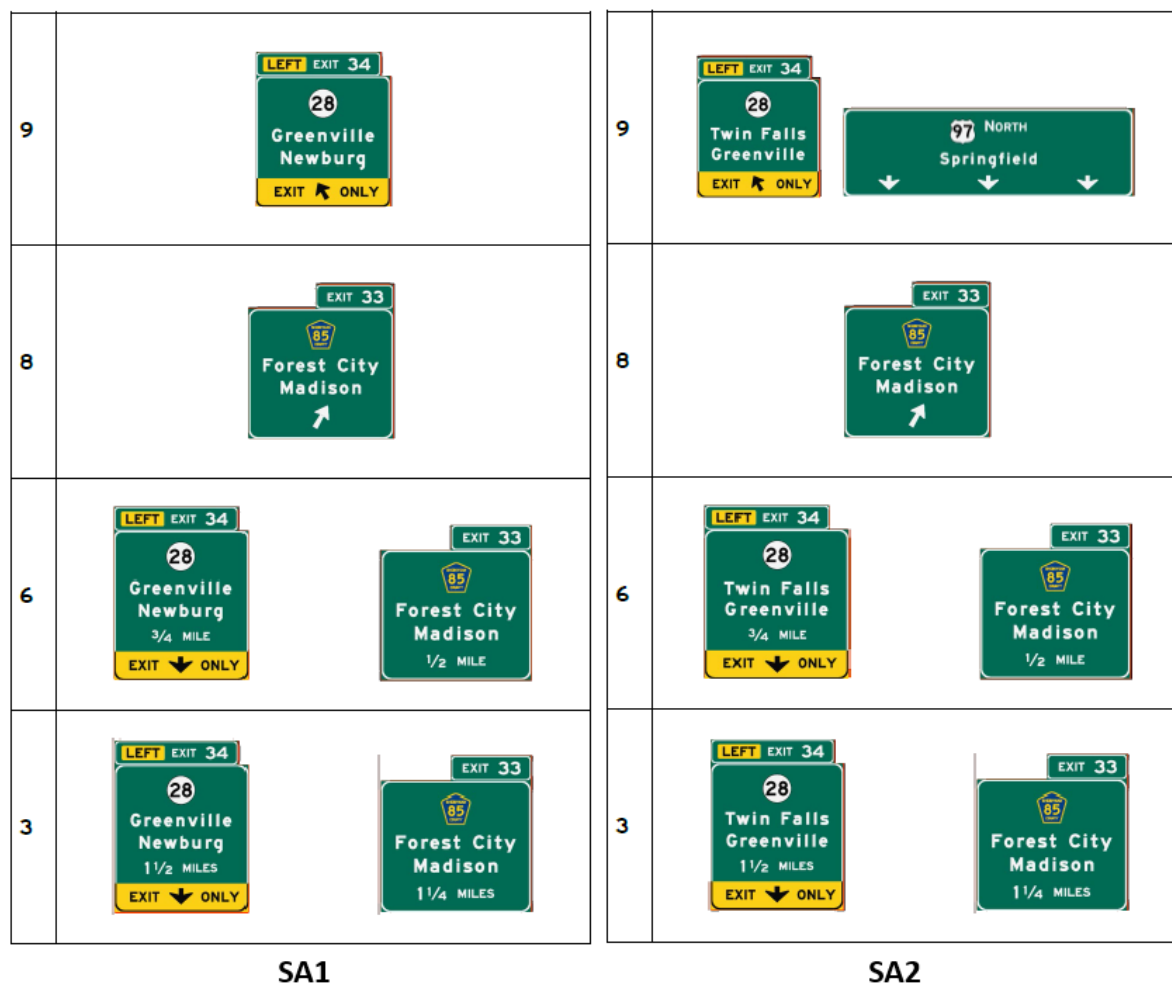 9
LEFT EXIT 34
28
Greenville
Newburg
EXIT ONLY
8
EXIT 33
85
Forest City
Madison
6
LEFT EXIT 34
28
Greenville
Newburg
3/4 MILE
EXIT ONLY
EXIT 33
85
Forest City
Madison
1/2 MILE
3
LEFT EXIT 34
28
Greenville
Newburg
1 1/2 MILES
EXIT ONLY
EXIT 33
85
Forest City
Madison
1 1/4 MILES
SA1
9
LEFT EXIT 34
28
Twin Falls
Greenville
EXIT ONLY
97 NORTH
Springfield
8
EXIT 33
85
Forest City
Madison
6
LEFT EXIT 34
28
Twin Falls
Greenville
3/4 MILE
EXIT ONLY
EXIT 33
85
Forest City
Madison
1/2 MILE
3
LEFT EXIT 34
28
Twin Falls
Greenville
1 1/2 MILES
EXIT ONLY
EXIT 33
85
Forest City
Madison
1 1/4 MILES
SA2